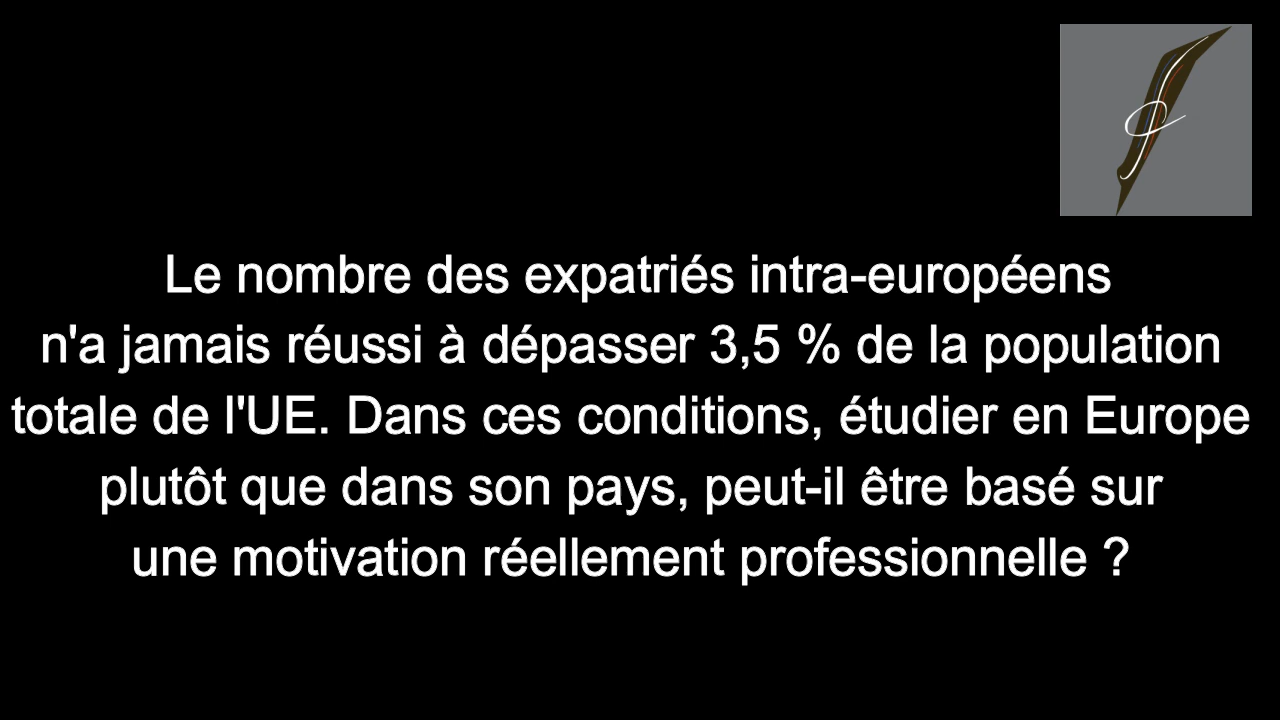 Le nombre des expatriés intra-européens
n'a jamais réussi à dépasser 3,5 % de la population
totale de l'UE. Dans ces conditions, étudier en Europe
plutôt que dans son pays, peut-il être basé sur
une motivation réellement professionnelle ?